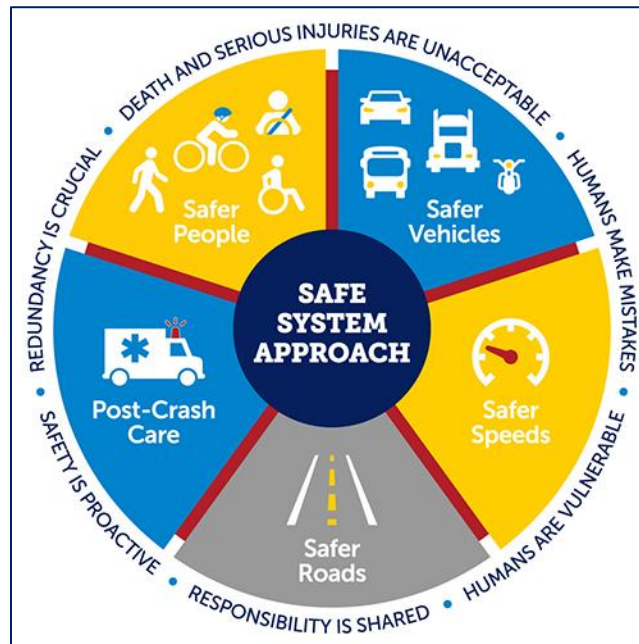 DEATH AND SERIOUS INJURIES ARE UNACCEPTABLE
HUMANS MAKE MISTAKES
HUMANS ARE VULNERABLE
RESPONSIBILITY IS SHARED
SAFETY IS PROACTIVE
REDUNDANCY IS CRUCIAL
Safer
People
Safer
Vehicles
SAFE
SYSTEM
APPROACH
Post-Crash
Care
Safer
Speeds
Safer
Roads